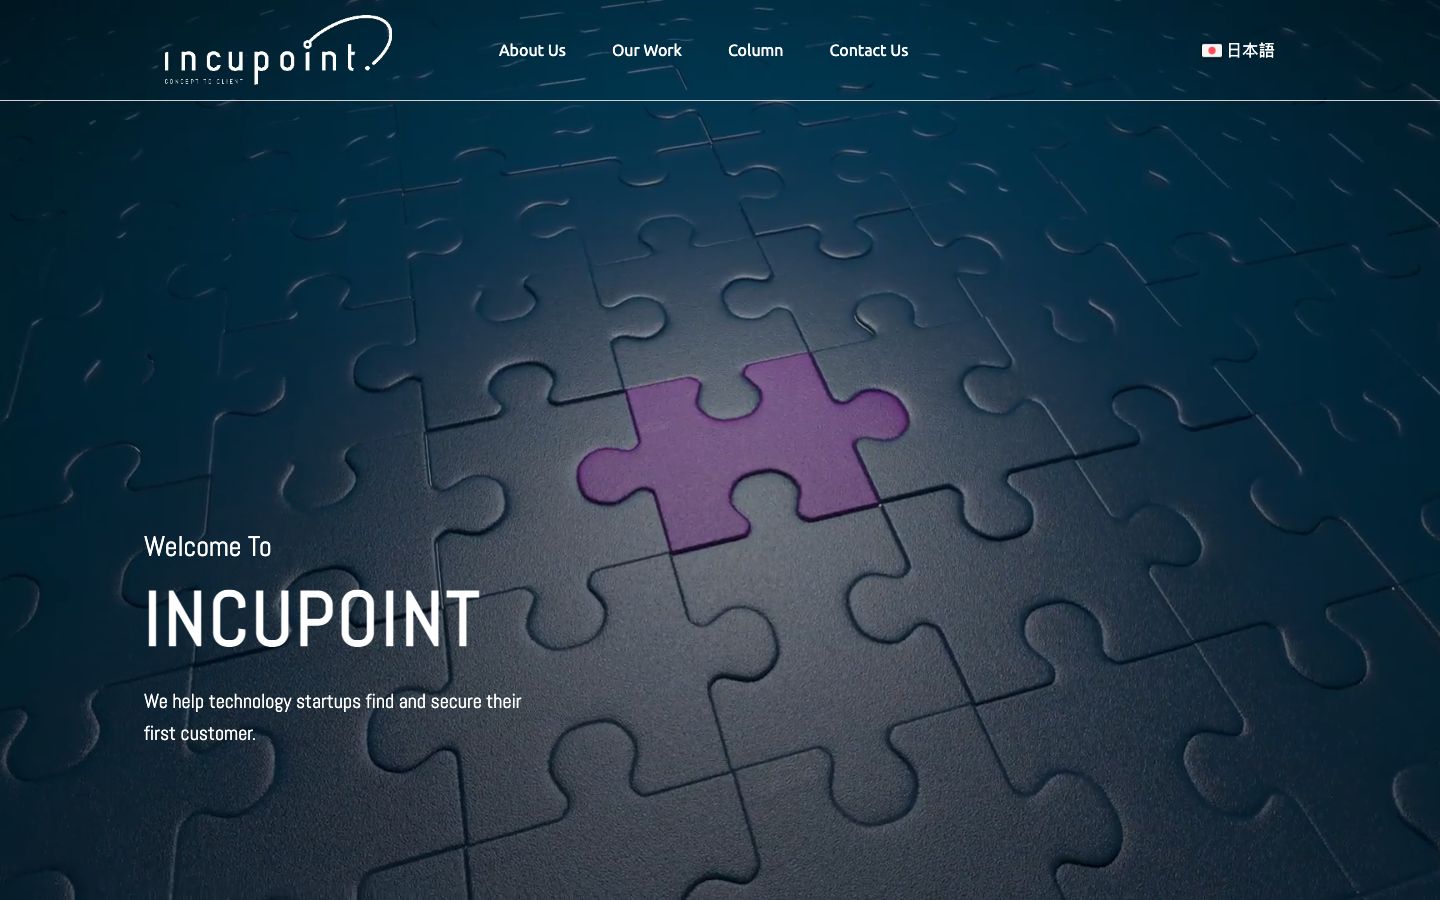 incupoint.
CONCEPT TO CLIENT
About Us
Our Work
Column
Contact Us
日本語
Welcome To
INCUPOINT
We help technology startups find and secure their
first customer.